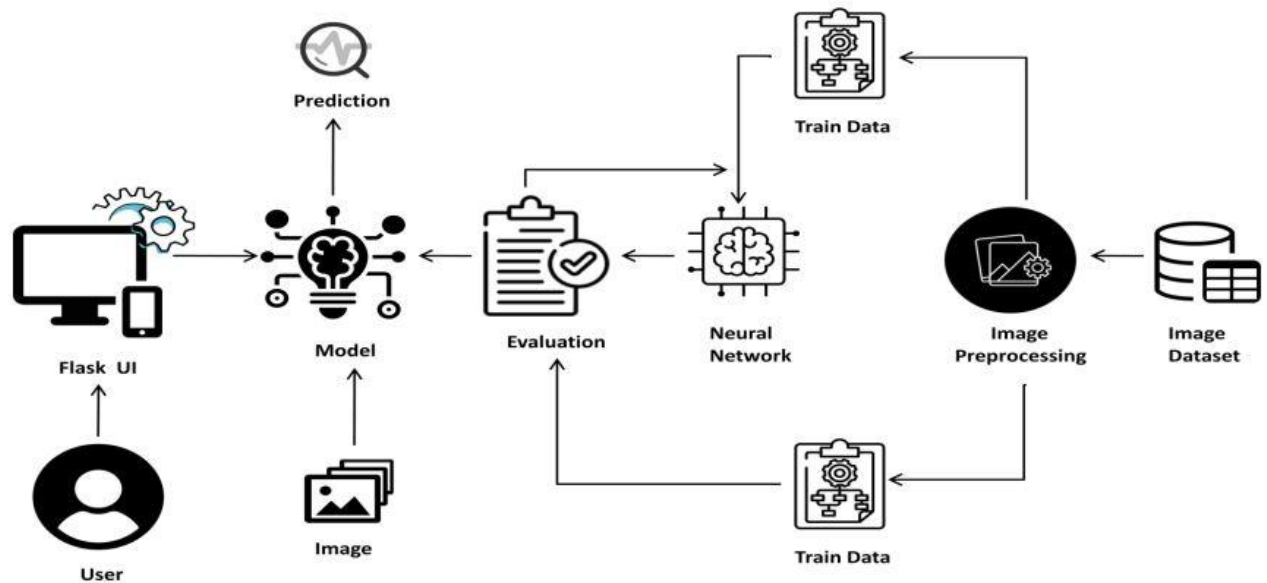 Prediction
Train Data
Flask UI
Model
Evaluation
Neural
Network
Image
Preprocessing
Image
Dataset
User
Image
Train Data